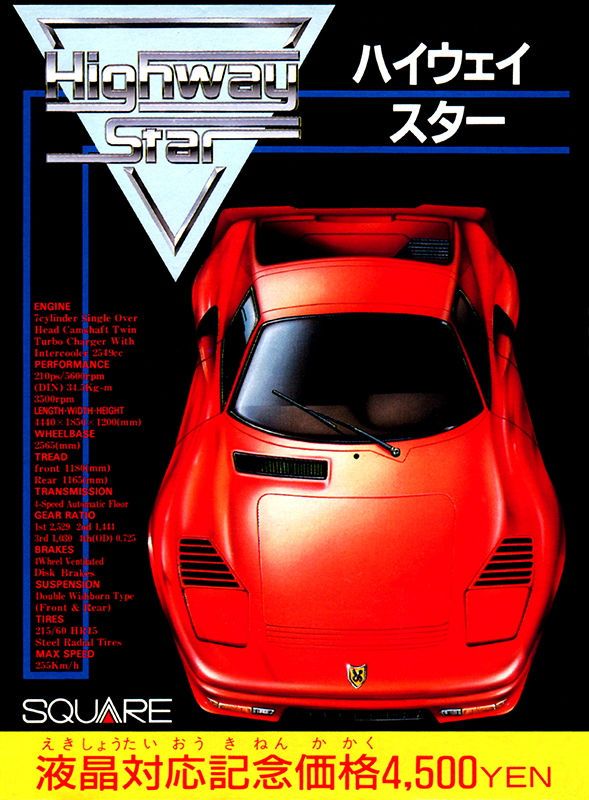 Highway
Star
ハイウェイ
スター
ENGINE
7cylinder Single Over
Head Camshaft Twin
Turbo Charger With
Intercooler 2549cc
PERFORMANCE
210ps/5600rpm
(DIN) 34,5Kg-m
3500rpm
LENGTH-WIDTH-HEIGHT
4440×1850×1200(mm)
WHEELBASE
2565(mm)
TREAD
front 1180(mm)
Rear 1165(mm)
TRANSMISSION
4-Speed Automatic Floor
GEAR RATIO
1st 2,529 2nd 1,444
3rd 1,030 4th(OD) 0.725
BRAKES
4Wheel Ventilated
Disk Brakes
SUSPENSION
Double Wishborn Type
(Front & Rear)
TIRES
215/60 HR15
Steel Radial Tires
MAX SPEED
255Km/h
SQUARE
えきしょうたいおうきねんかかく
液晶対応記念価格4,500YEN